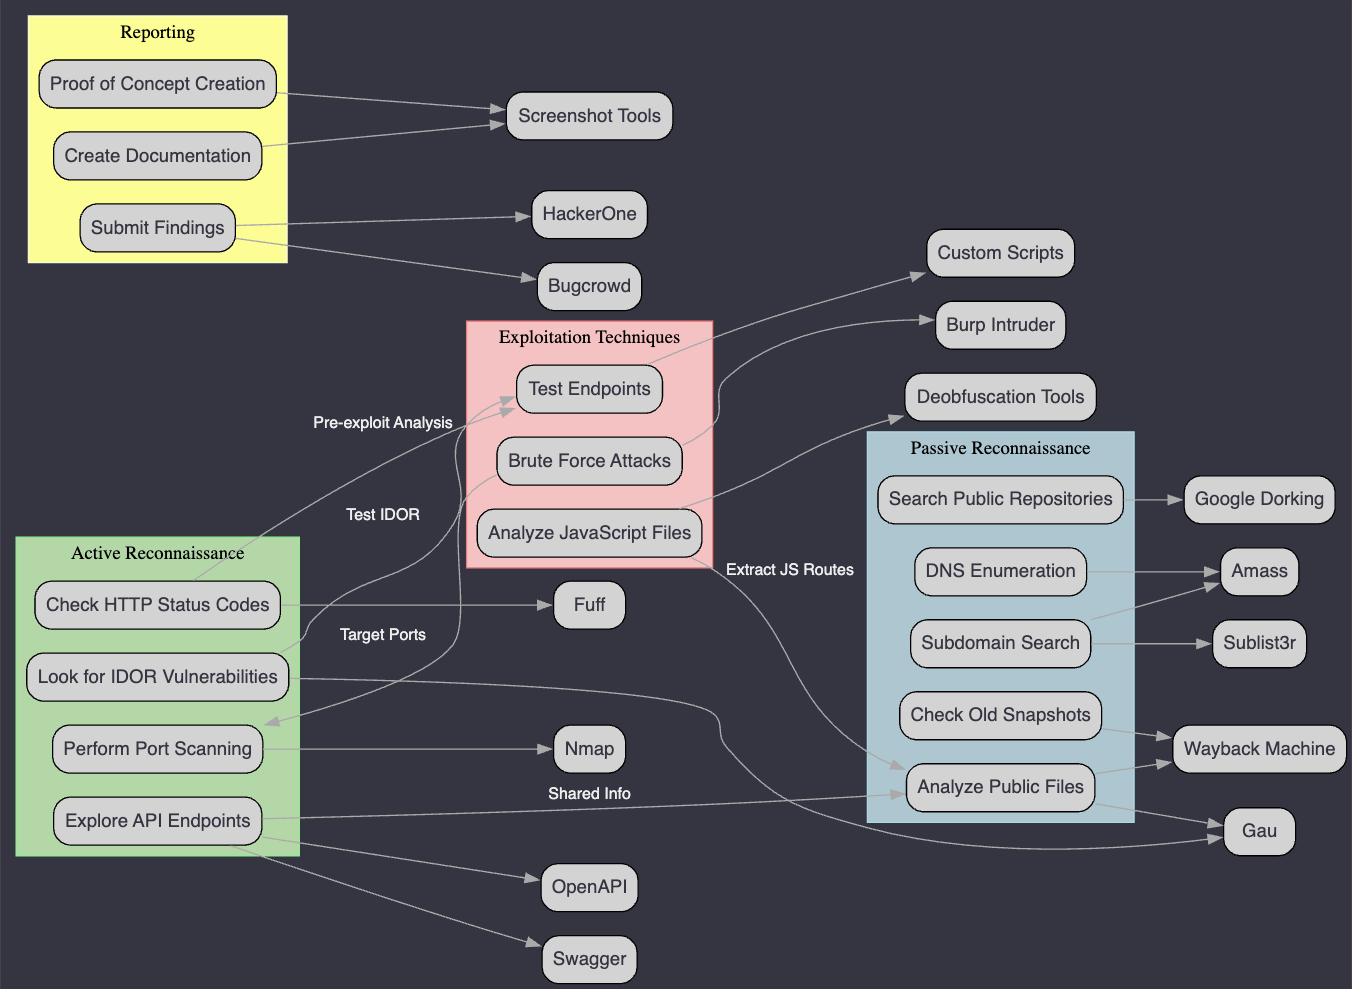 Reporting
Proof of Concept Creation
Create Documentation
Submit Findings
Screenshot Tools
HackerOne
Bugcrowd
Exploitation Techniques
Test Endpoints
Brute Force Attacks
Analyze JavaScript Files
Custom Scripts
Burp Intruder
Deobfuscation Tools
Pre-exploit Analysis
Test IDOR
Target Ports
Extract JS Routes
Shared Info
Active Reconnaissance
Check HTTP Status Codes
Look for IDOR Vulnerabilities
Perform Port Scanning
Explore API Endpoints
Fuff
Nmap
OpenAPI
Swagger
Passive Reconnaissance
Search Public Repositories
DNS Enumeration
Subdomain Search
Check Old Snapshots
Analyze Public Files
Google Dorking
Amass
Sublist3r
Wayback Machine
Gau